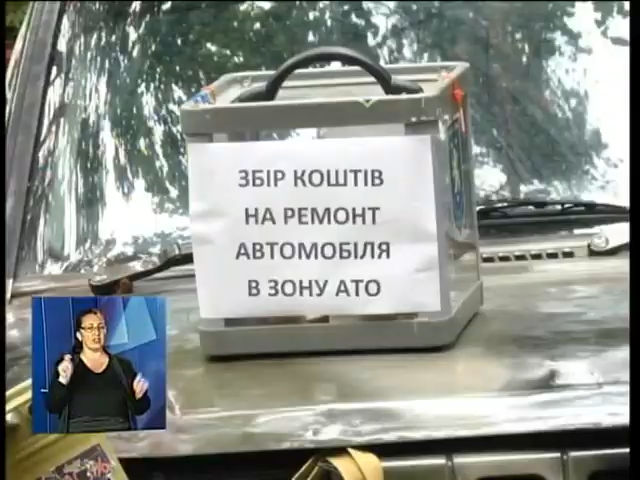 ЗБІР КОШТІВ
НА РЕМОНТ
АВТОМОБІЛЯ
В ЗОНУ АТО